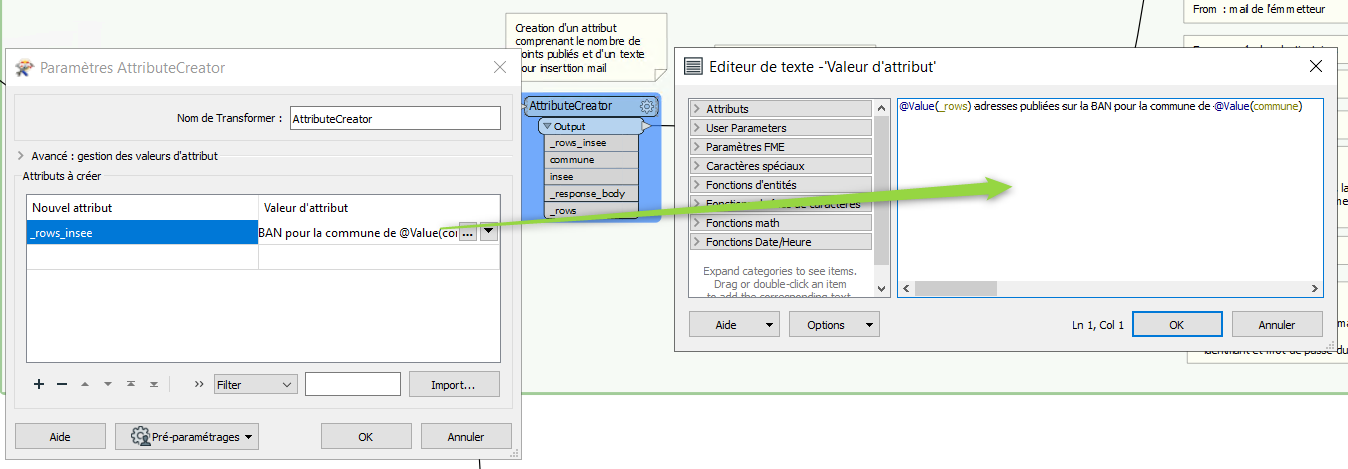 From : mail de l'émmetteur
Creation d'un attribut
comprenant le nombre de
points publiés et d'un texte
pour inserttion mail
Paramètres AttributeCreator
Nom de Transformer :
AttributeCreator
Avancé : gestion des valeurs d'attribut
Attributs à créer
Nouvel attribut
Valeur d'attribut
_rows_insee
BAN pour la commune de @Value(co
...
Filter
Import...
Aide
Pré-paramétrages
OK
Annuler
AttributeCreator
Output
_rows_insee
commune
insee
_response_body
_rows
Editeur de texte -'Valeur d'attribut'
Attributs
User Parameters
Paramètres FME
Caractères spéciaux
Fonctions d'entités
Fonctions math
Fonctions Date/Heure
Expand categories to see items.
Drag or double-click an item
to add the corresponding text
@Value(_rows) adresses publiées sur la BAN pour la commune de @Value(commune)
Aide
Options
Ln 1, Col 1
OK
Annuler